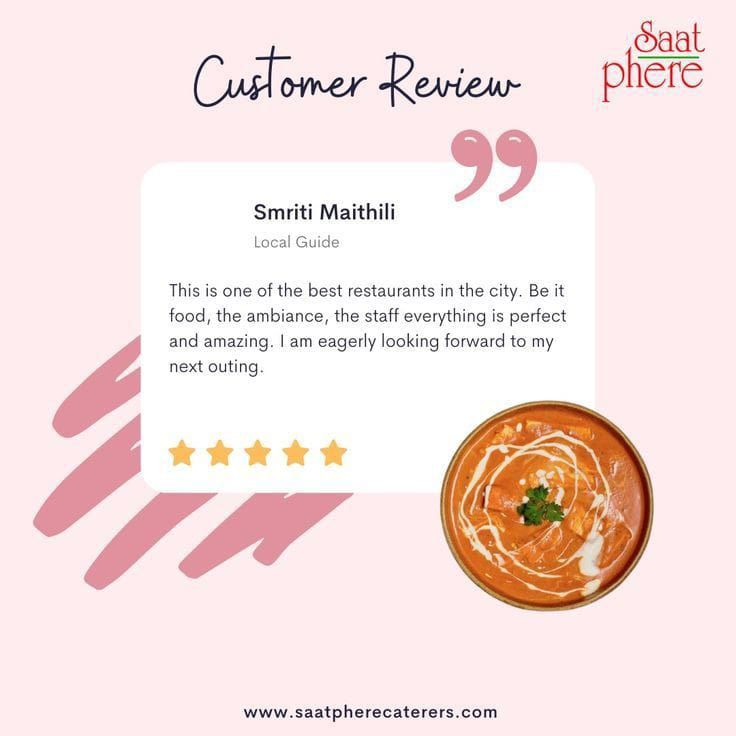 Customer Review
Saat
phere
Smriti Maithili
Local Guide
This is one of the best restaurants in the city. Be it
food, the ambiance, the staff everything is perfect
and amazing. I am eagerly looking forward to my
next outing.
www.saatpherecaterers.com